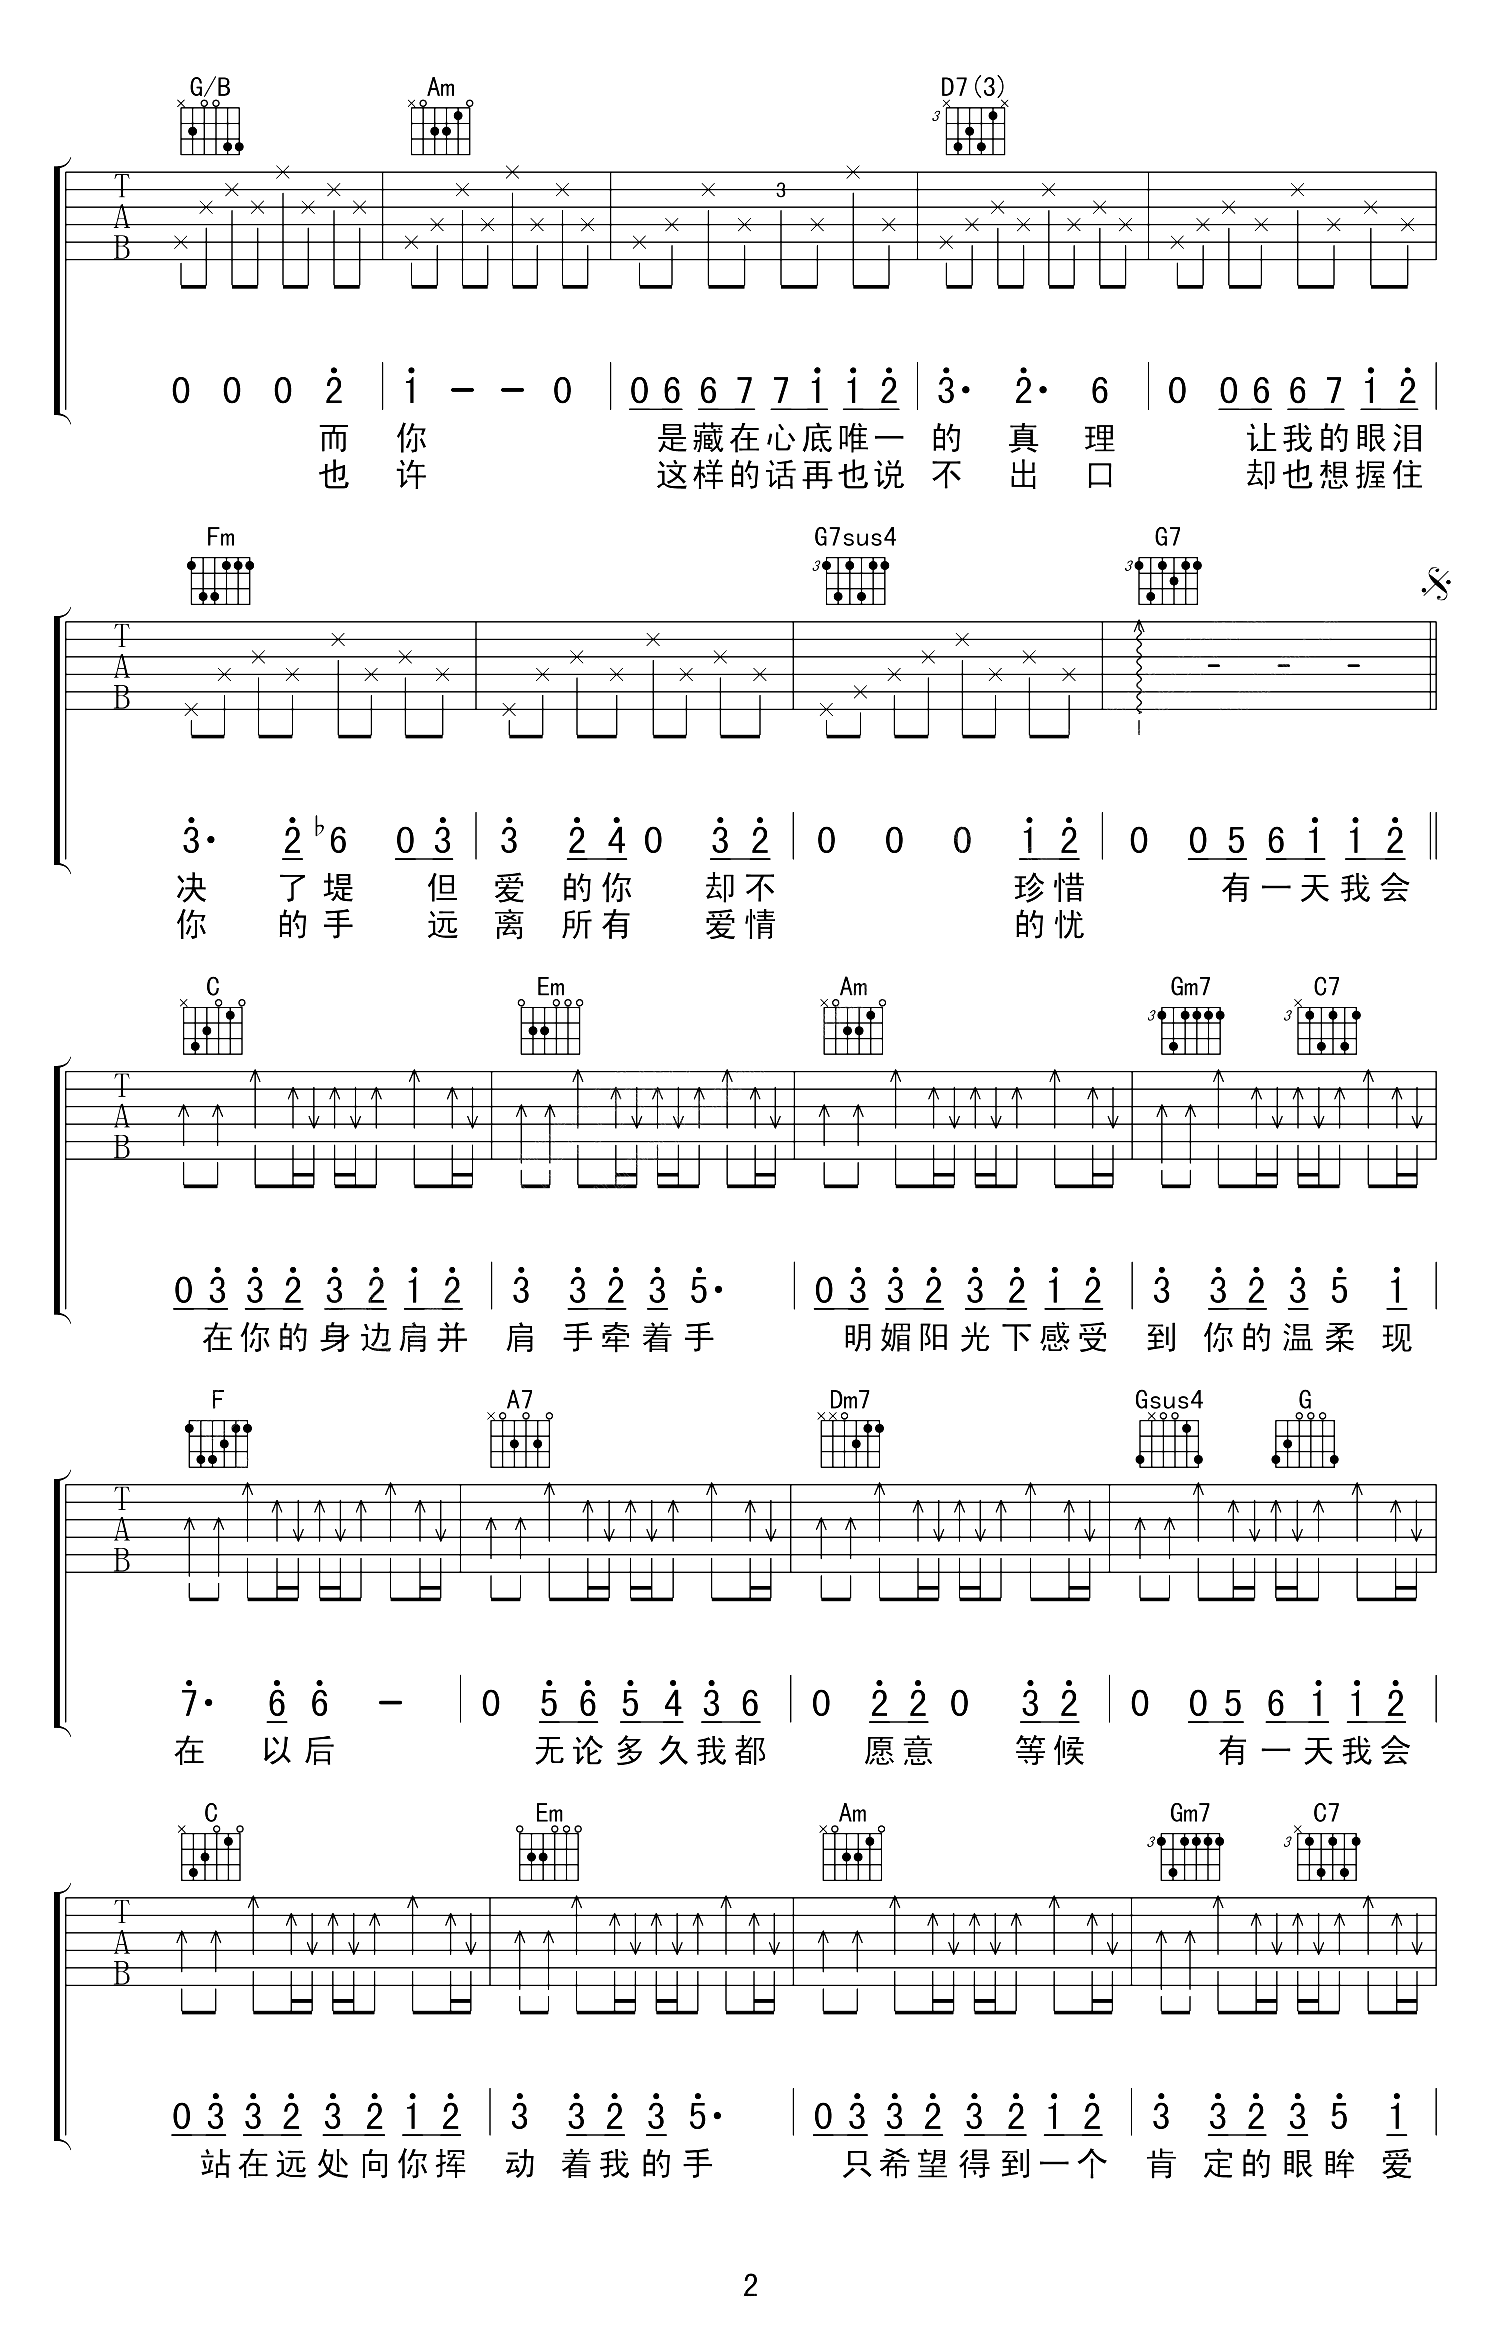 G/B Am D7(3)
3 3
T A B
0 0 0 2 1 - - 0 0 6 6 7 7 1 1 2 3· 2· 6 0 0 6 6 7 1 2
而 你 是藏在心底唯一 的 真 理 让我的眼泪
也 许 这样的话再也说 不 出 口 却也想握住
Fm G7sus4 G7
3 3
T A B
3· 2 ♭6 0 3 3 2 4 0 3 2 0 0 0 1 2 0 0 5 6 1 1 2
决 了 堤 但 爱 的 你 却 不 珍 惜 有一天我会
你 的 手 远 离 所 有 爱 情 的 忧
C Em Am Gm7 C7
3 3
T A B
0 3 3 2 3 2 1 2 3 3 2 3 5· 0 3 3 2 3 2 1 2 3 3 2 3 5 1
在你的身边肩并 肩 手牵着手 明媚阳光下感受 到 你的温柔 现
F A7 Dm7 Gsus4 G
T A B
7· 6 6 - 0 5 6 5 4 3 6 0 2 2 0 3 2 0 0 5 6 1 1 2
在 以 后 无论多久我都 愿意 等候 有一天我会
C Em Am Gm7 C7
3 3
T A B
0 3 3 2 3 2 1 2 3 3 2 3 5· 0 3 3 2 3 2 1 2 3 3 2 3 5 1
站在远处向你挥 动 着我的手 只希望得到一个 肯 定的眼眸 爱
2